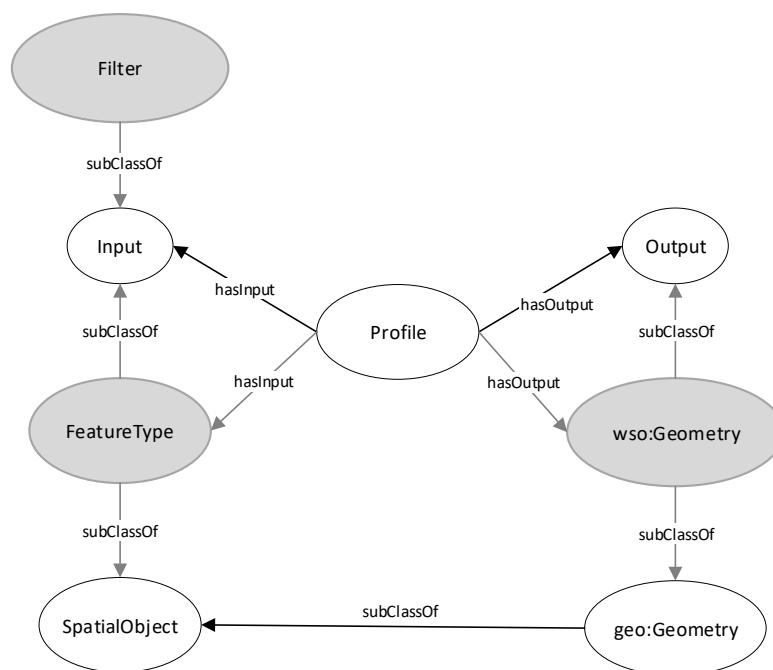 Filter
subClassOf
Input
Output
hasInput
hasOutput
Profile
subClassOf
subClassOf
hasInput
hasOutput
FeatureType
wso:Geometry
subClassOf
subClassOf
subClassOf
SpatialObject
geo:Geometry